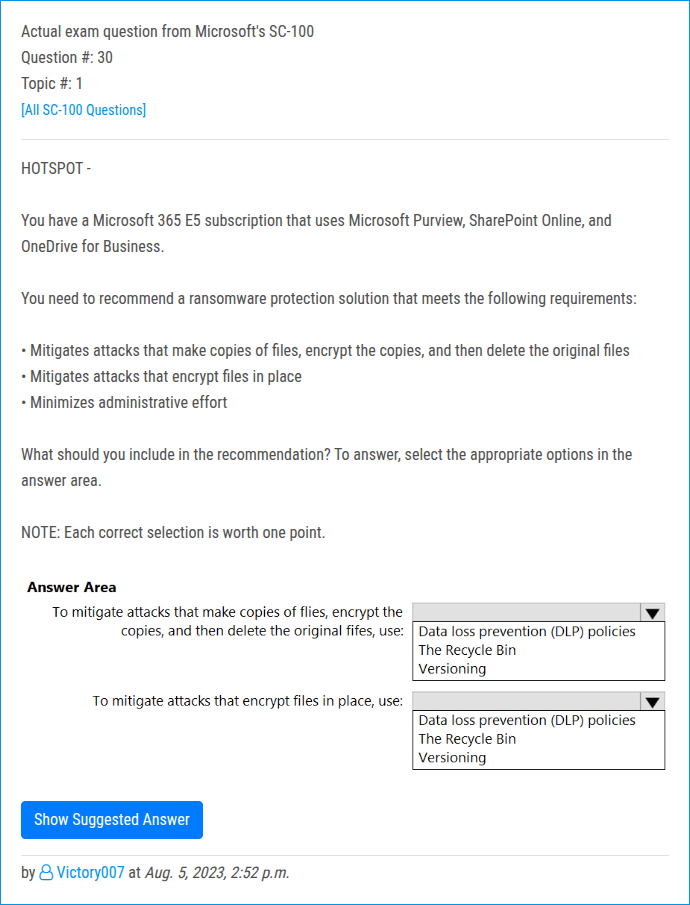 Actual exam question from Microsoft's SC-100
Question #: 30
Topic #: 1
[All SC-100 Questions]
HOTSPOT -
You have a Microsoft 365 E5 subscription that uses Microsoft Purview, SharePoint Online, and
OneDrive for Business.
You need to recommend a ransomware protection solution that meets the following requirements:
• Mitigates attacks that make copies of files, encrypt the copies, and then delete the original files
• Mitigates attacks that encrypt files in place
• Minimizes administrative effort
What should you include in the recommendation? To answer, select the appropriate options in the
answer area.
NOTE: Each correct selection is worth one point.
Answer Area
To mitigate attacks that make copies of flies, encrypt the
copies, and then delete the original fifes, use:
Data loss prevention (DLP) policies
The Recycle Bin
Versioning
To mitigate attacks that encrypt files in place, use:
Data loss prevention (DLP) policies
The Recycle Bin
Versioning
Show Suggested Answer
by Victory007 at Aug. 5, 2023, 2:52 p.m.